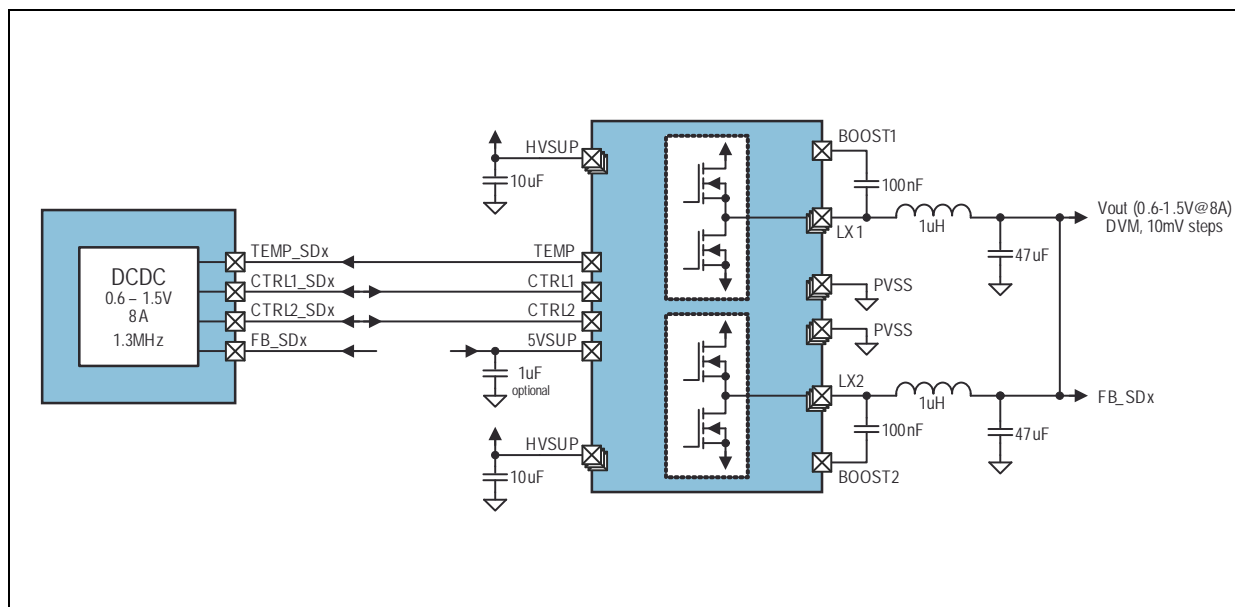 DCDC
0.6 – 1.5V
8A
1.3MHz
TEMP_SDx
CTRL1_SDx
CTRL2_SDx
FB_SDx
HVSUP
10uF
TEMP
CTRL1
CTRL2
5VSUP
1uF
optional
HVSUP
10uF
BOOST1
100nF
LX1
1uH
47uF
Vout (0.6-1.5V@8A)
DVM, 10mV steps
PVSS
PVSS
LX2
1uH
100nF
47uF
FB_SDx
BOOST2